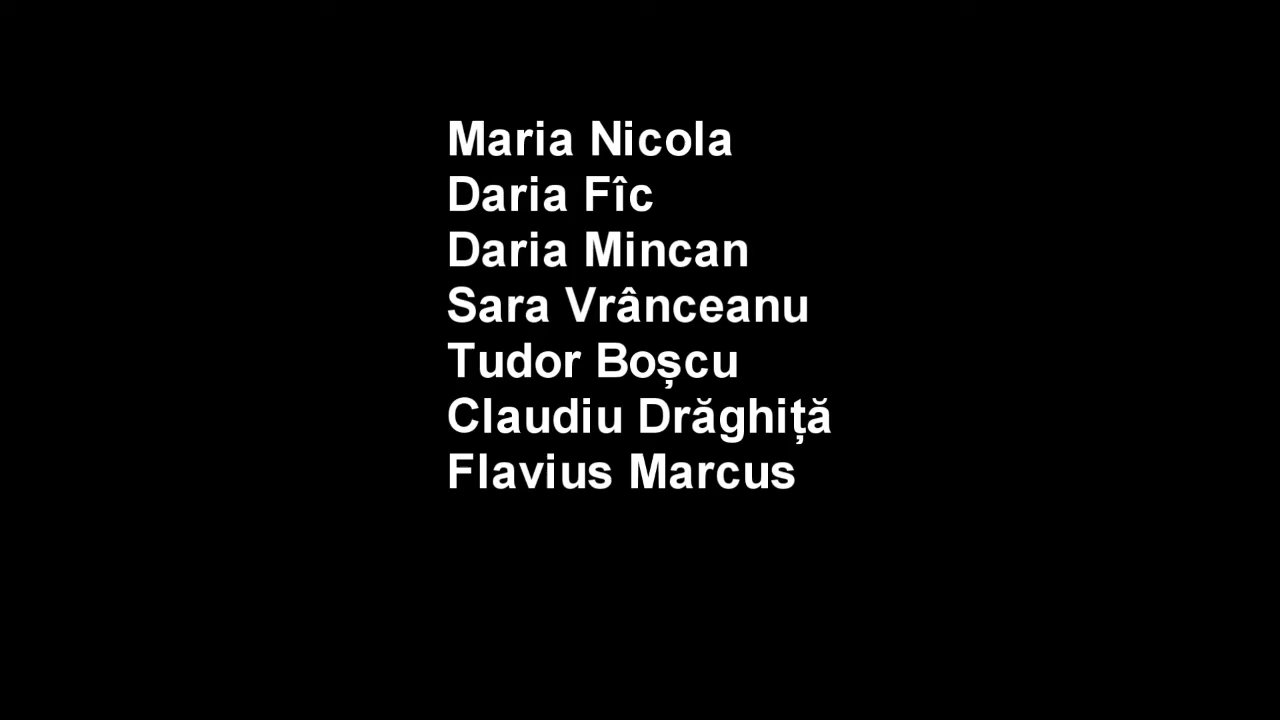 Maria Nicola
Daria Fîc
Daria Mincan
Sara Vrânceanu
Tudor Boșcu
Claudiu Drăghiță
Flavius Marcus